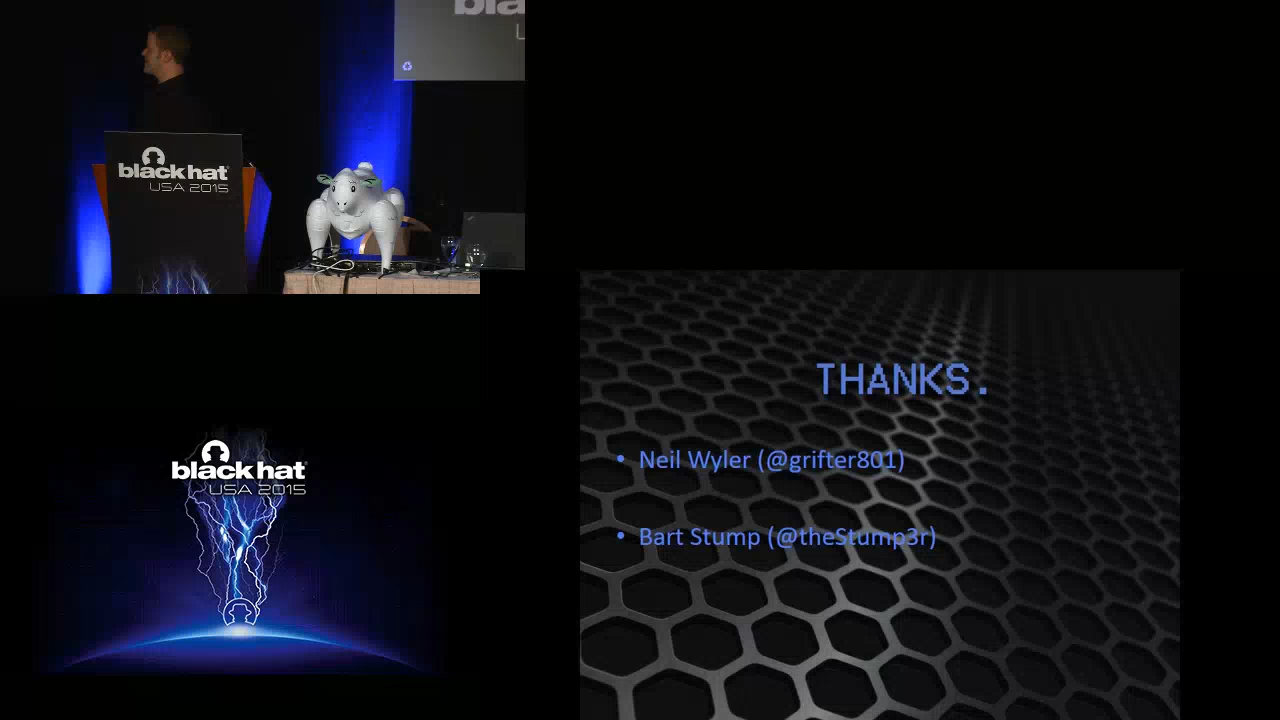 black hat
USA 2015
THANKS.
• Neil Wyler (@grifter801)
• Bart Stump (@theStump3r)
black hat
USA 2015